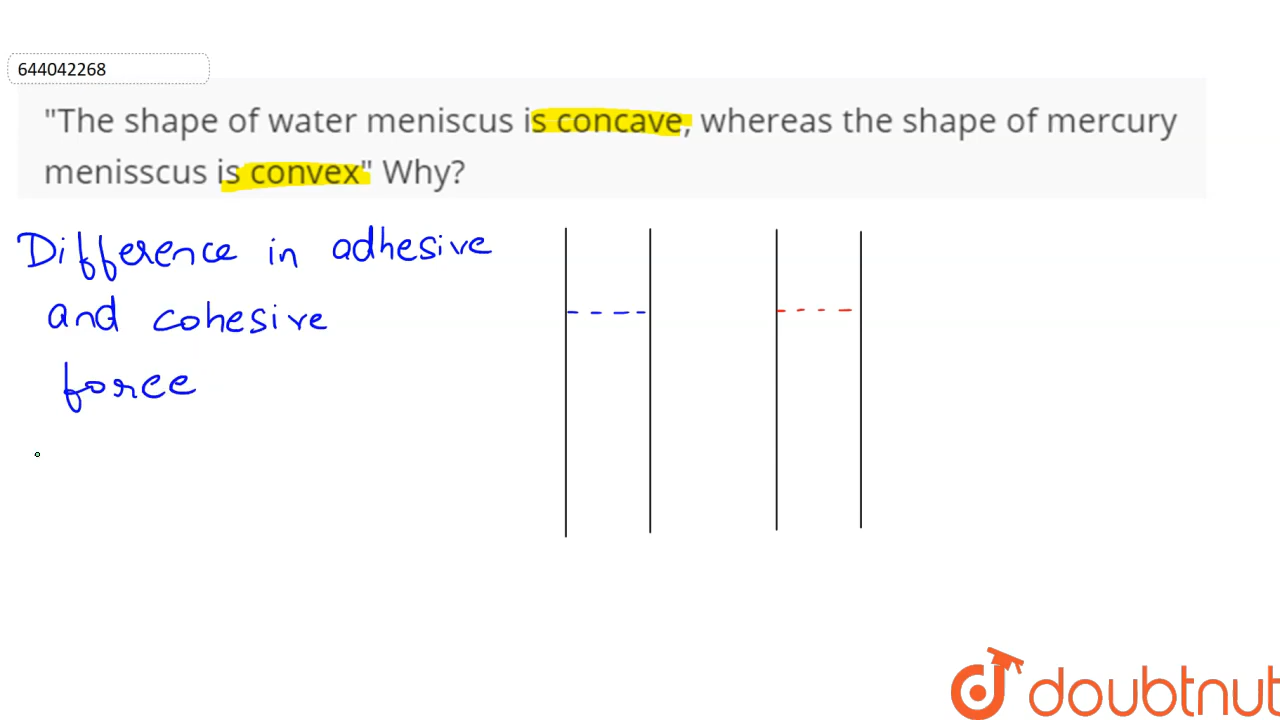 644042268
"The shape of water meniscus is concave, whereas the shape of mercury
menisscus is convex" Why?
Difference in adhesive
and cohesive
force
doubtnut